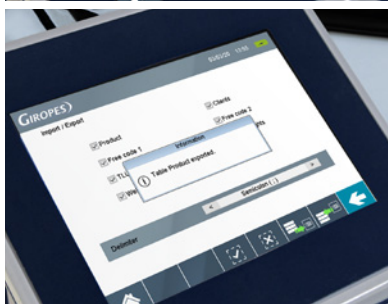 GIROPES)
Import / Export
Product
Clients
Free code 1
Free code 2
Information
Table Product exported.
Delimiter
< Semicolon ( ; ) >